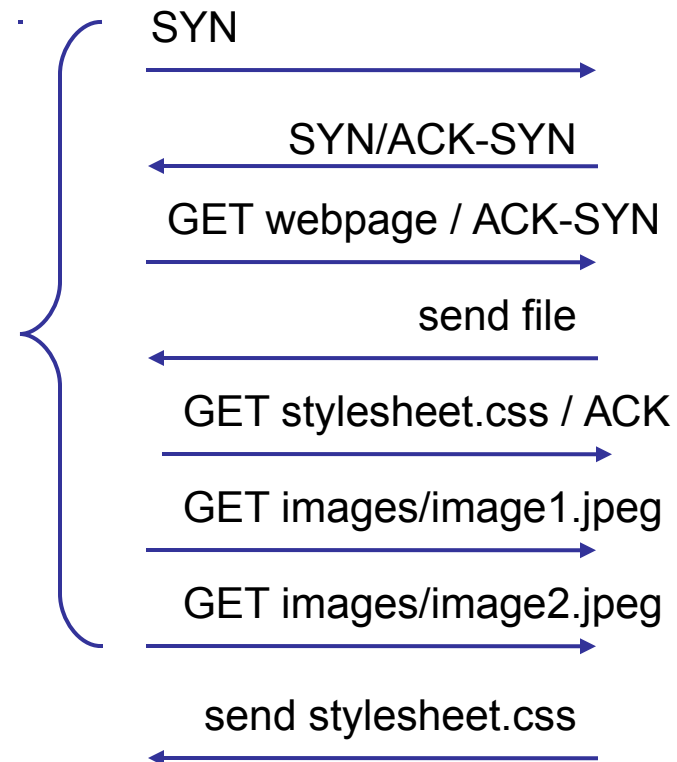 SYN
SYN/ACK-SYN
GET webpage / ACK-SYN
send file
GET stylesheet.css / ACK
GET images/image1.jpeg
GET images/image2.jpeg
send stylesheet.css